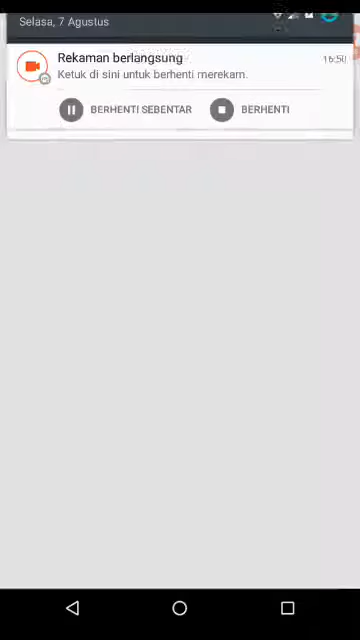 Selasa, 7 Agustus
Rekaman berlangsung
16:50
Ketuk di sini untuk berhenti merekam.
BERHENTI SEBENTAR
BERHENTI